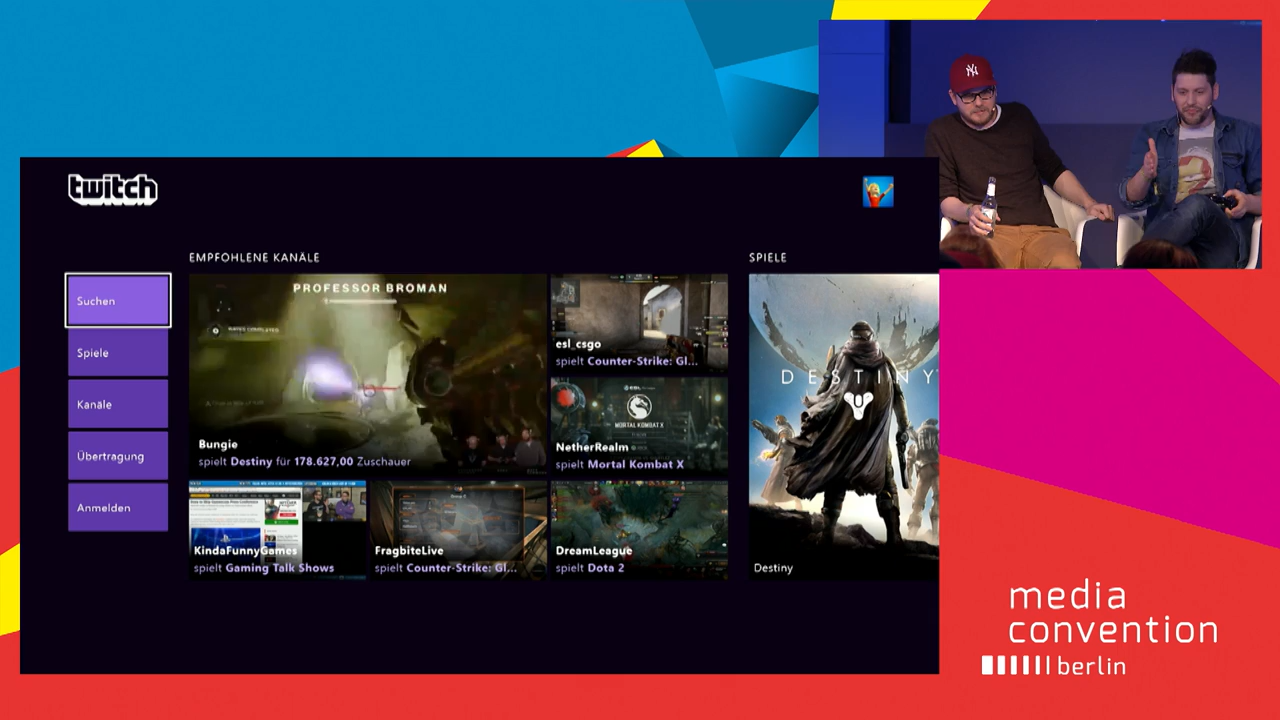 NY
twitch
EMPFOHLENE KANÄLE
SPIELE
Suchen
Spiele
Kanäle
Übertragung
Anmelden
PROFESSOR BROMAN
Bungie
spielt Destiny für 178.627,00 Zuschauer
esl_csgo
spielt Counter-Strike: Gl...
MORTAL KOMBAT X
NetherRealm
spielt Mortal Kombat X
KindaFunnyGames
spielt Gaming Talk Shows
FragbiteLive
spielt Counter-Strike: Gl...
DreamLeague
spielt Dota 2
DESTINY
Destiny
media
convention
berlin